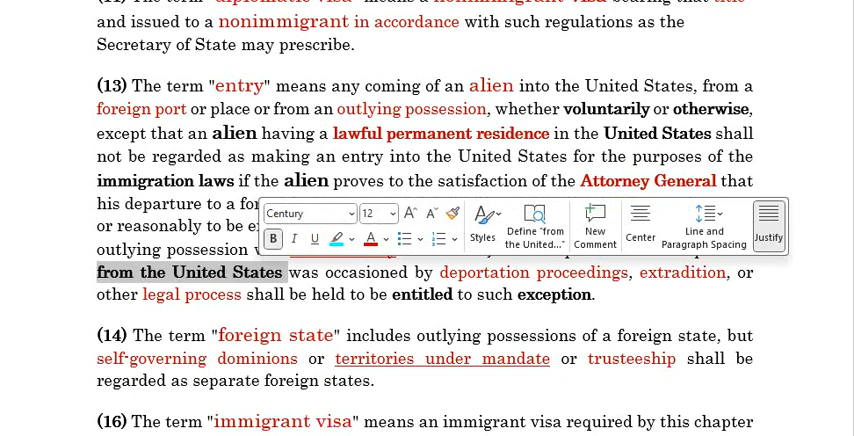 and issued to a nonimmigrant in accordance with such regulations as the
Secretary of State may prescribe.
(13) The term "entry" means any coming of an alien into the United States, from a
foreign port or place or from an outlying possession, whether voluntarily or otherwise,
except that an alien having a lawful permanent residence in the United States shall
not be regarded as making an entry into the United States for the purposes of the
immigration laws if the alien proves to the satisfaction of the Attorney General that
his departure to a
or reasonably to be
outlying possession
Century 12
B I U A Styles Define "from the United..." New Comment Center Line and Paragraph Spacing Justify
from the United States was occasioned by deportation proceedings, extradition, or
other legal process shall be held to be entitled to such exception.
(14) The term "foreign state" includes outlying possessions of a foreign state, but
self-governing dominions or territories under mandate or trusteeship shall be
regarded as separate foreign states.
(16) The term "immigrant visa" means an immigrant visa required by this chapter